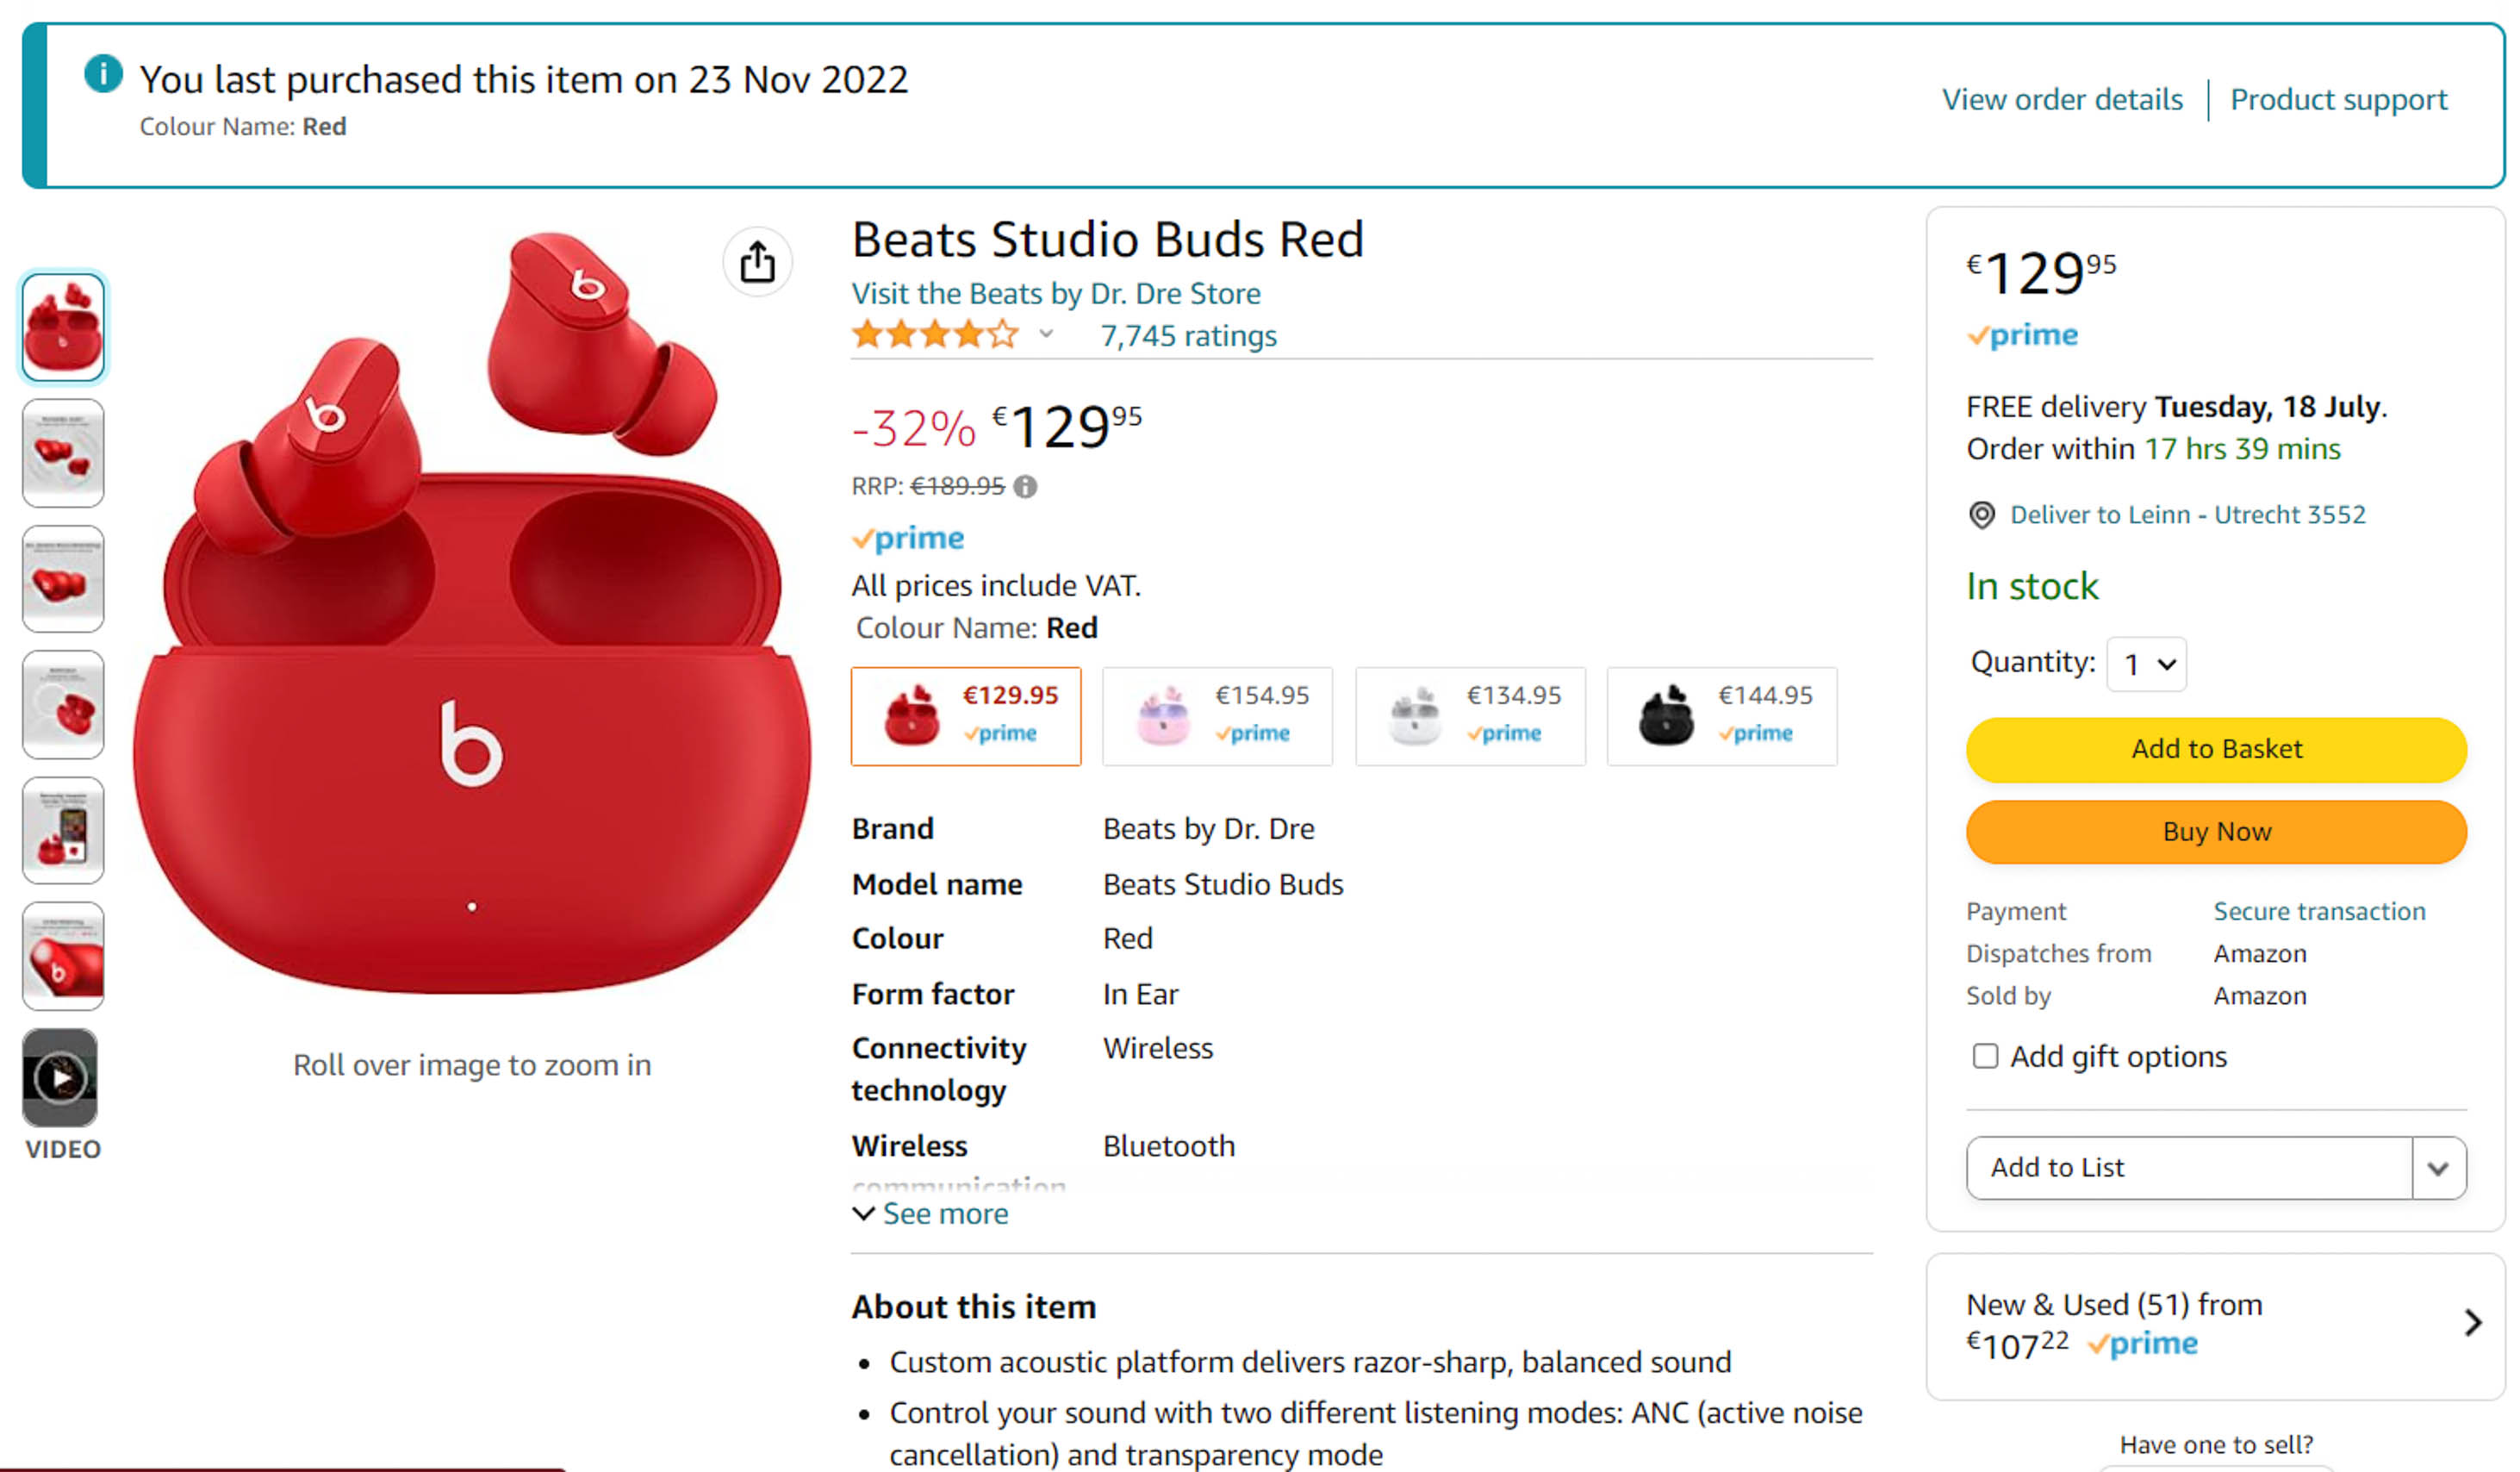 You last purchased this item on 23 Nov 2022
Colour Name: Red
View order details | Product support
Beats Studio Buds Red
Visit the Beats by Dr. Dre Store
7,745 ratings
-32% €129 95
RRP: €189.95
prime
All prices include VAT.
Colour Name: Red
€129.95
prime
€154.95
prime
€134.95
prime
€144.95
prime
Brand Beats by Dr. Dre
Model name Beats Studio Buds
Colour Red
Form factor In Ear
Connectivity Wireless
technology
Wireless Bluetooth
communication
See more
About this item
• Custom acoustic platform delivers razor-sharp, balanced sound
• Control your sound with two different listening modes: ANC (active noise
cancellation) and transparency mode
VIDEO
Roll over image to zoom in
€129 95
prime
FREE delivery Tuesday, 18 July.
Order within 17 hrs 39 mins
Deliver to Leinn - Utrecht 3552
In stock
Quantity: 1
Add to Basket
Buy Now
Payment Secure transaction
Dispatches from Amazon
Sold by Amazon
Add gift options
Add to List
New & Used (51) from
€107 22 prime
Have one to sell?